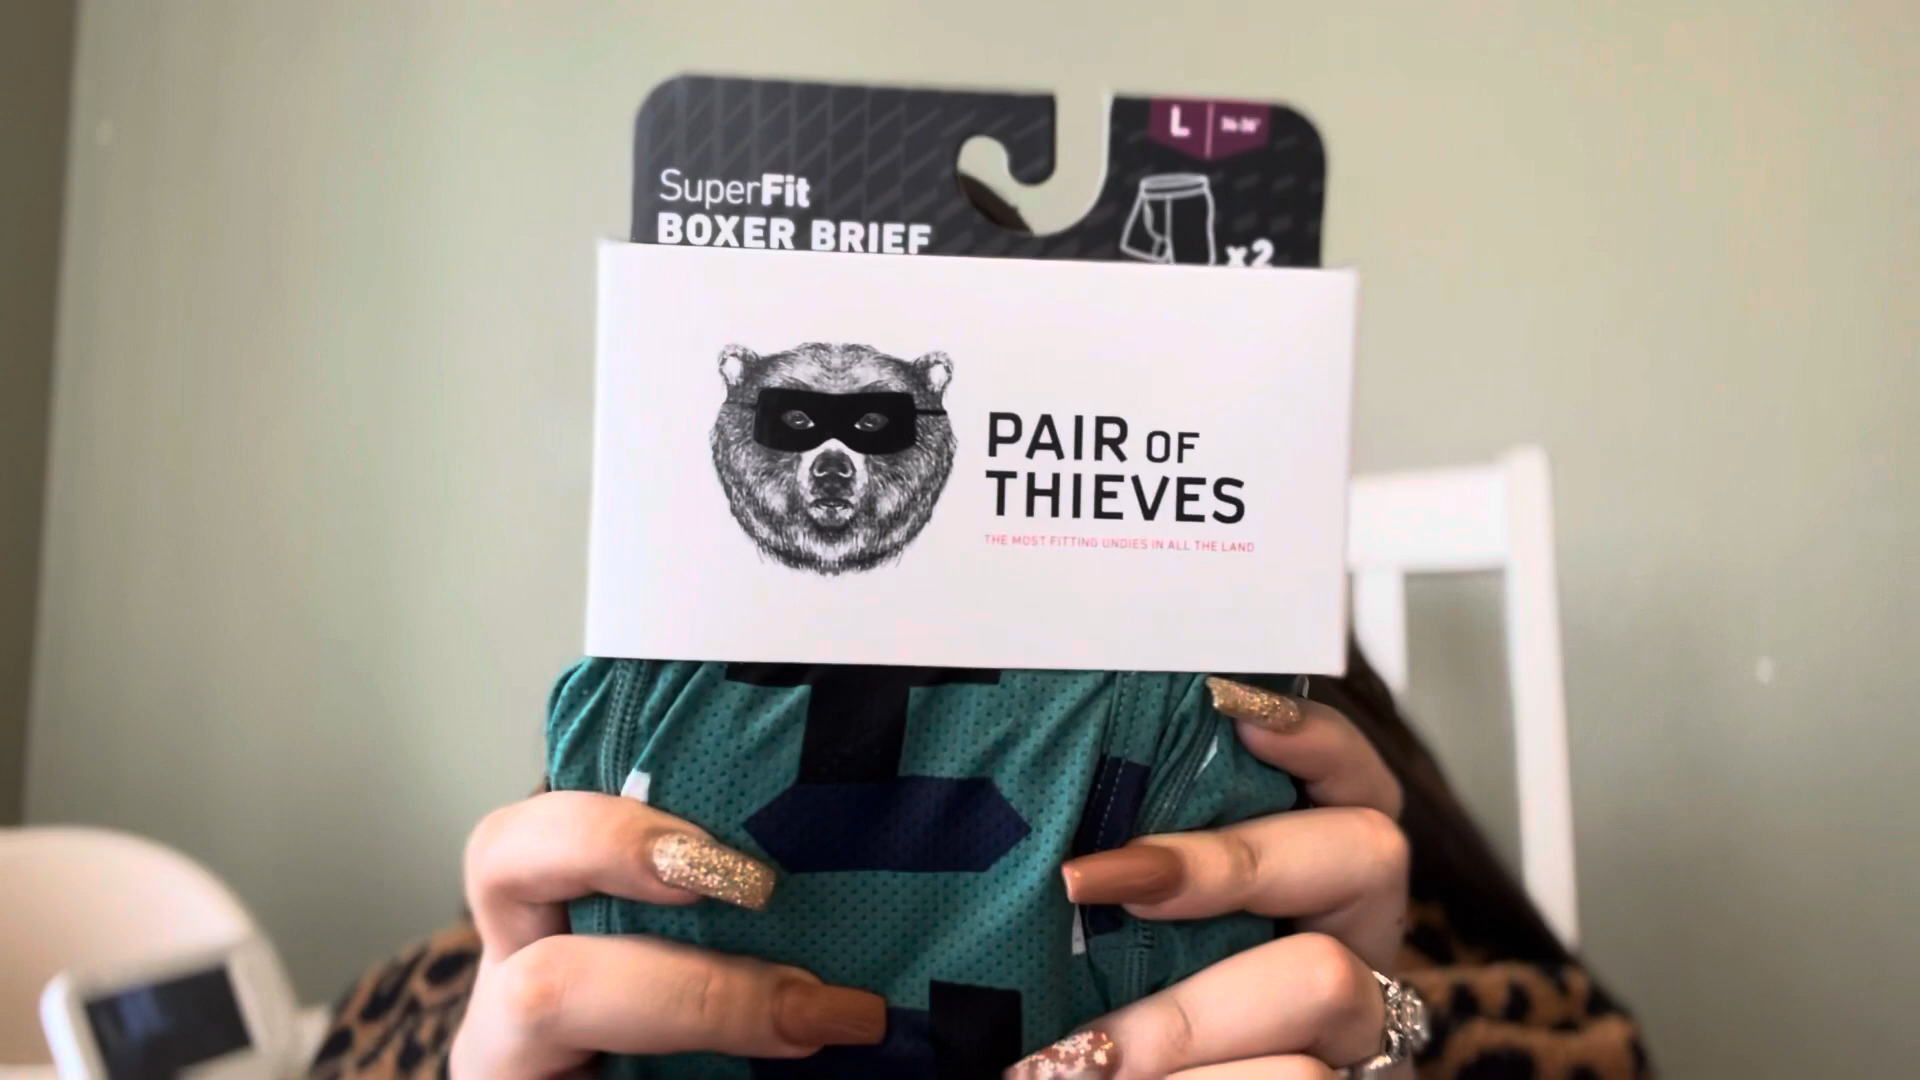 L
SuperFit
BOXER BRIEF
x2
PAIR OF
THIEVES
THE MOST FITTING UNDIES IN ALL THE LAND